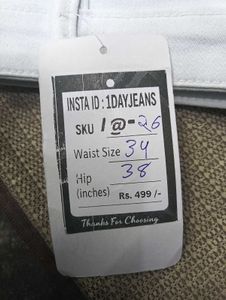 INSTA ID : 1DAYJEANS
SKU 1@-26
Waist Size 34
Hip 38
(inches) Rs. 499 /-
Thanks For Choosing